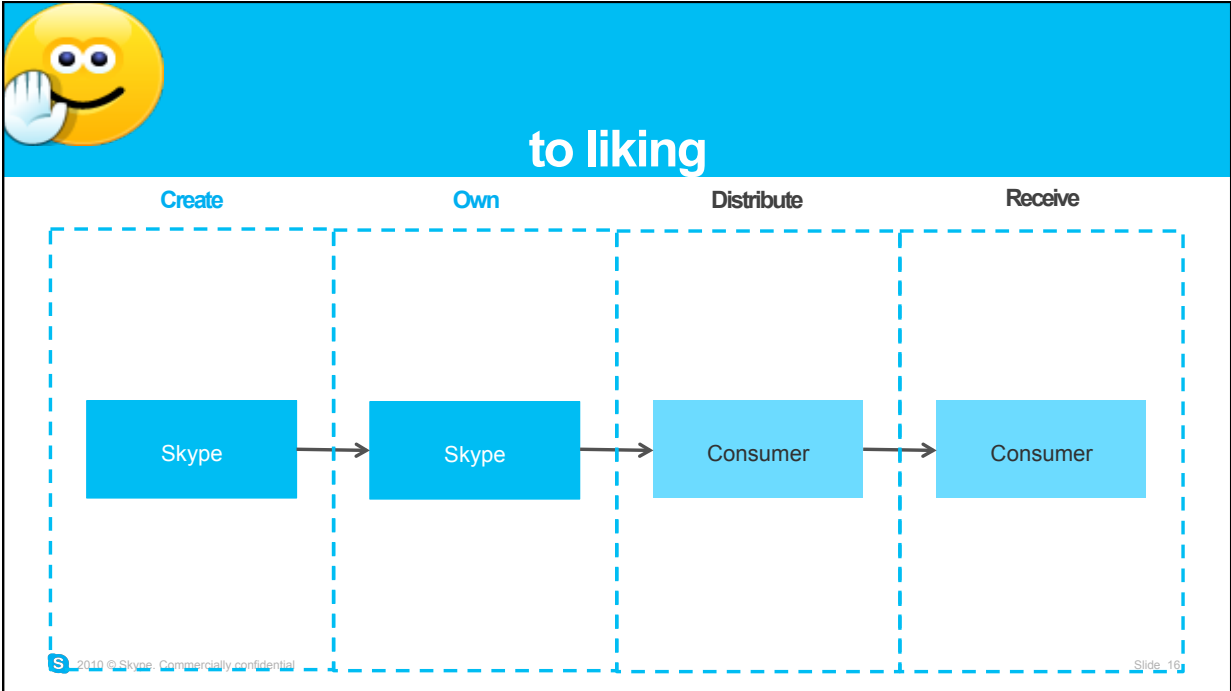 to liking
Create Own Distribute Receive
Skype Skype Consumer Consumer
S 2010 © Skype. Commercially confidential Slide 16